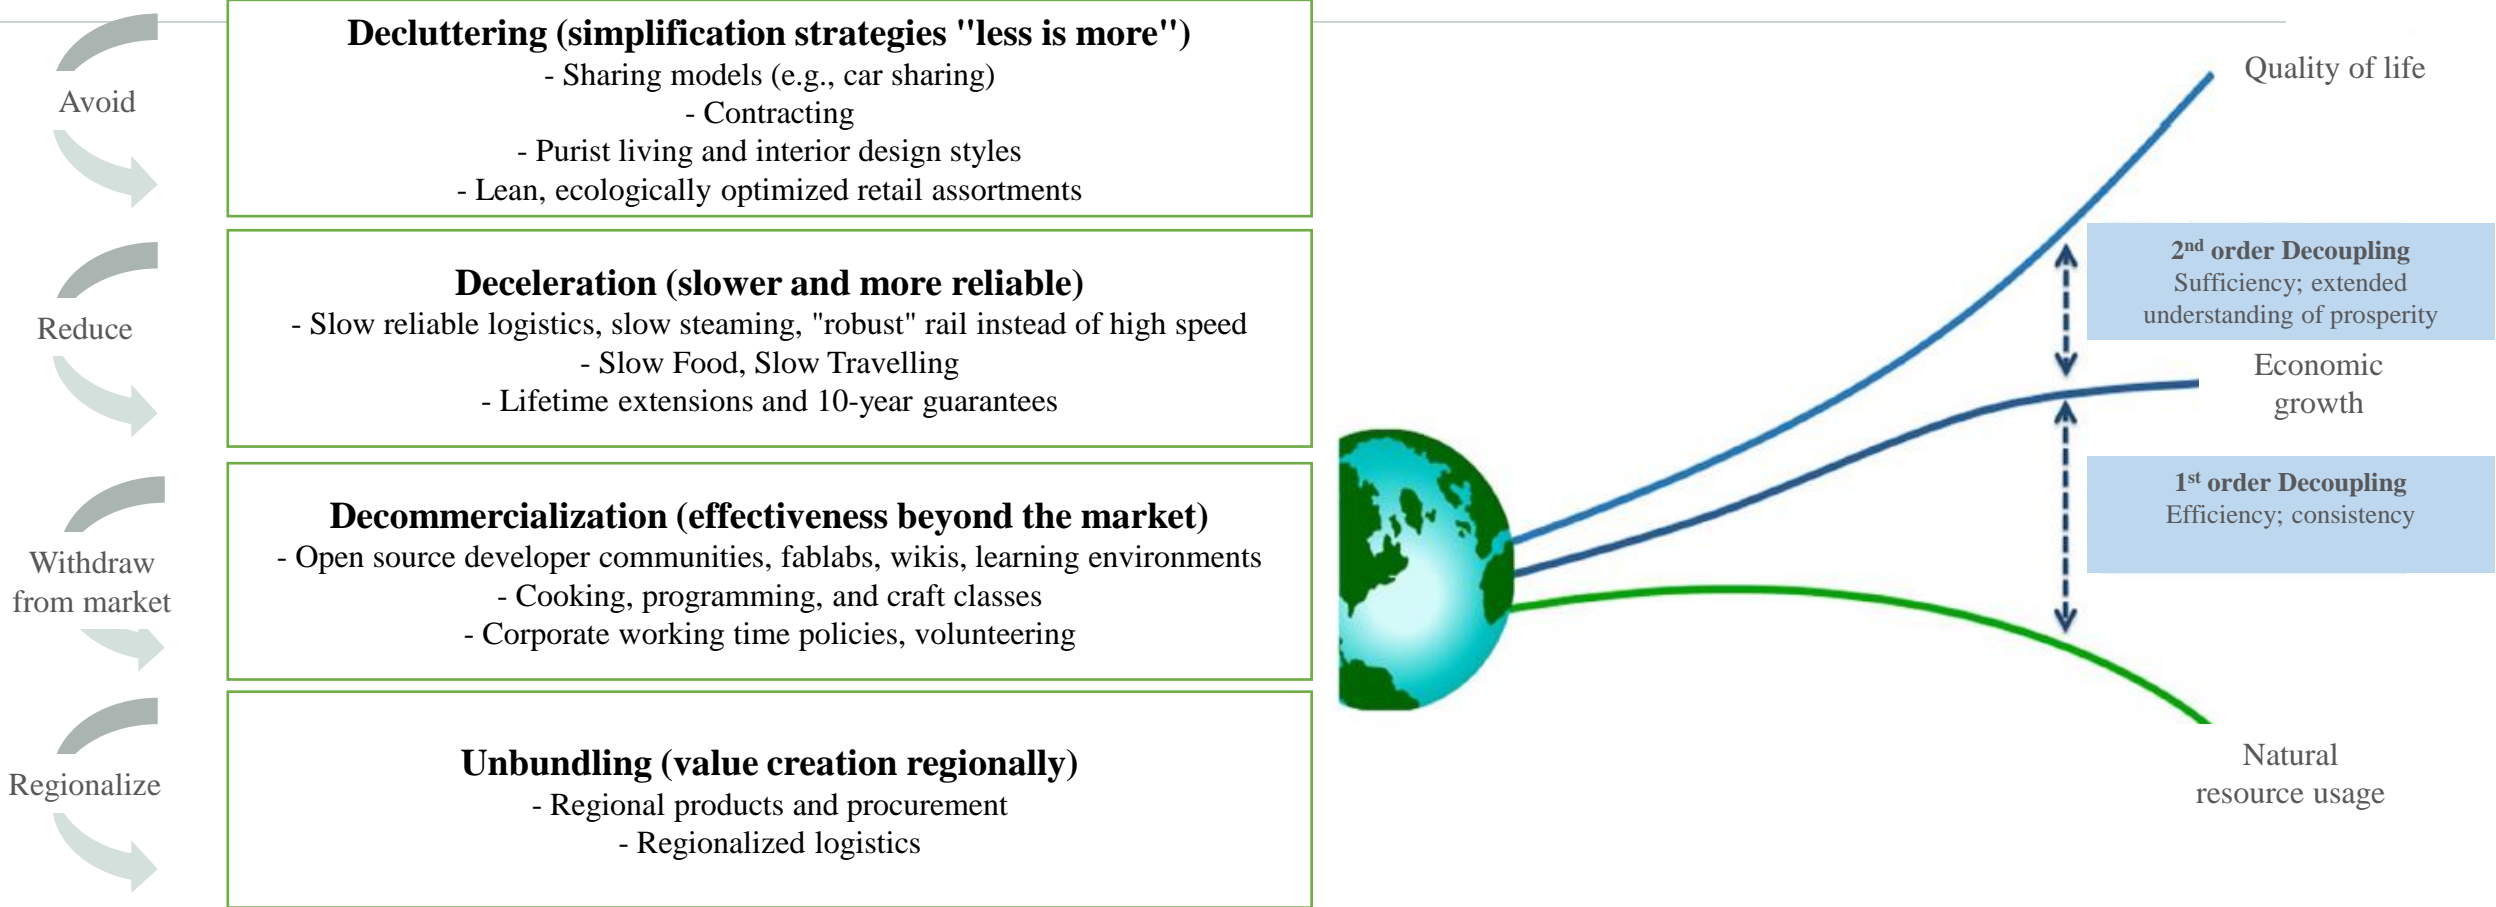 Avoid
Decluttering (simplification strategies "less is more")
- Sharing models (e.g., car sharing)
- Contracting
- Purist living and interior design styles
- Lean, ecologically optimized retail assortments
Reduce
Deceleration (slower and more reliable)
- Slow reliable logistics, slow steaming, "robust" rail instead of high speed
- Slow Food, Slow Travelling
- Lifetime extensions and 10-year guarantees
Withdraw
from market
Decommercialization (effectiveness beyond the market)
- Open source developer communities, fablabs, wikis, learning environments
- Cooking, programming, and craft classes
- Corporate working time policies, volunteering
Regionalize
Unbundling (value creation regionally)
- Regional products and procurement
- Regionalized logistics
Quality of life
2nd order Decoupling
Sufficiency; extended
understanding of prosperity
Economic
growth
1st order Decoupling
Efficiency; consistency
Natural
resource usage